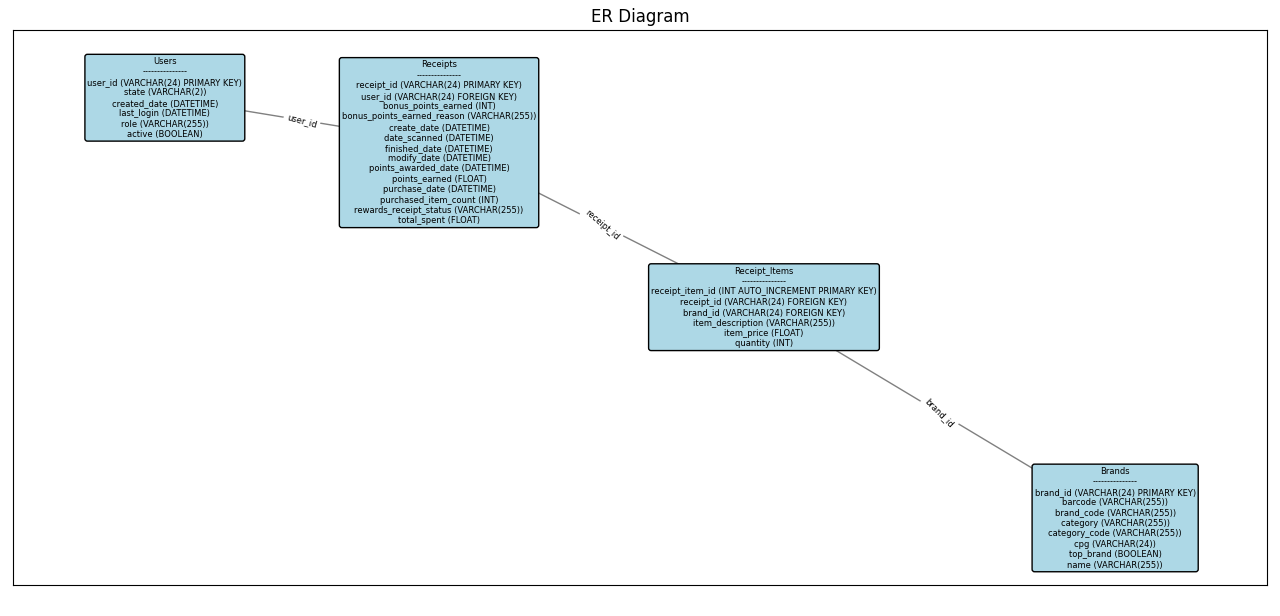 ER Diagram
Users
---------------
user_id (VARCHAR(24) PRIMARY KEY)
state (VARCHAR(2))
created_date (DATETIME)
last_login (DATETIME)
role (VARCHAR(255))
active (BOOLEAN)
user_id
Receipts
---------------
receipt_id (VARCHAR(24) PRIMARY KEY)
user_id (VARCHAR(24) FOREIGN KEY)
bonus_points_earned (INT)
bonus_points_earned_reason (VARCHAR(255))
create_date (DATETIME)
date_scanned (DATETIME)
finished_date (DATETIME)
modify_date (DATETIME)
points_awarded_date (DATETIME)
points_earned (FLOAT)
purchase_date (DATETIME)
purchased_item_count (INT)
rewards_receipt_status (VARCHAR(255))
total_spent (FLOAT)
receipt_id
Receipt_Items
---------------
receipt_item_id (INT AUTO_INCREMENT PRIMARY KEY)
receipt_id (VARCHAR(24) FOREIGN KEY)
brand_id (VARCHAR(24) FOREIGN KEY)
item_description (VARCHAR(255))
item_price (FLOAT)
quantity (INT)
brand_id
Brands
---------------
brand_id (VARCHAR(24) PRIMARY KEY)
barcode (VARCHAR(255))
brand_code (VARCHAR(255))
category (VARCHAR(255))
category_code (VARCHAR(255))
cpg (VARCHAR(24))
top_brand (BOOLEAN)
name (VARCHAR(255))